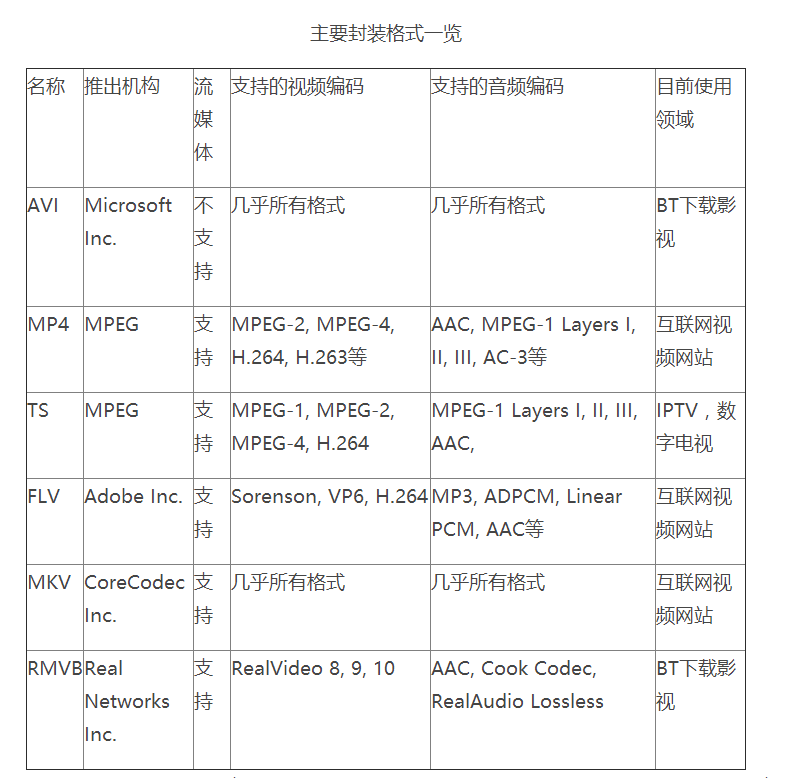 主要封装格式一览
名称 推出机构 流媒体 支持的视频编码 支持的音频编码 目前使用领域
AVI Microsoft Inc. 不支持 几乎所有格式 几乎所有格式 BT下载影视
MP4 MPEG 支持 MPEG-2, MPEG-4, H.264, H.263等 AAC, MPEG-1 Layers I, II, III, AC-3等 互联网视频网站
TS MPEG 支持 MPEG-1, MPEG-2, MPEG-4, H.264 MPEG-1 Layers I, II, III, AAC, IPTV，数字电视
FLV Adobe Inc. 支持 Sorenson, VP6, H.264 MP3, ADPCM, Linear PCM, AAC等 互联网视频网站
MKV CoreCodec Inc. 支持 几乎所有格式 几乎所有格式 互联网视频网站
RMVB Real Networks Inc. 支持 RealVideo 8, 9, 10 AAC, Cook Codec, RealAudio Lossless BT下载影视